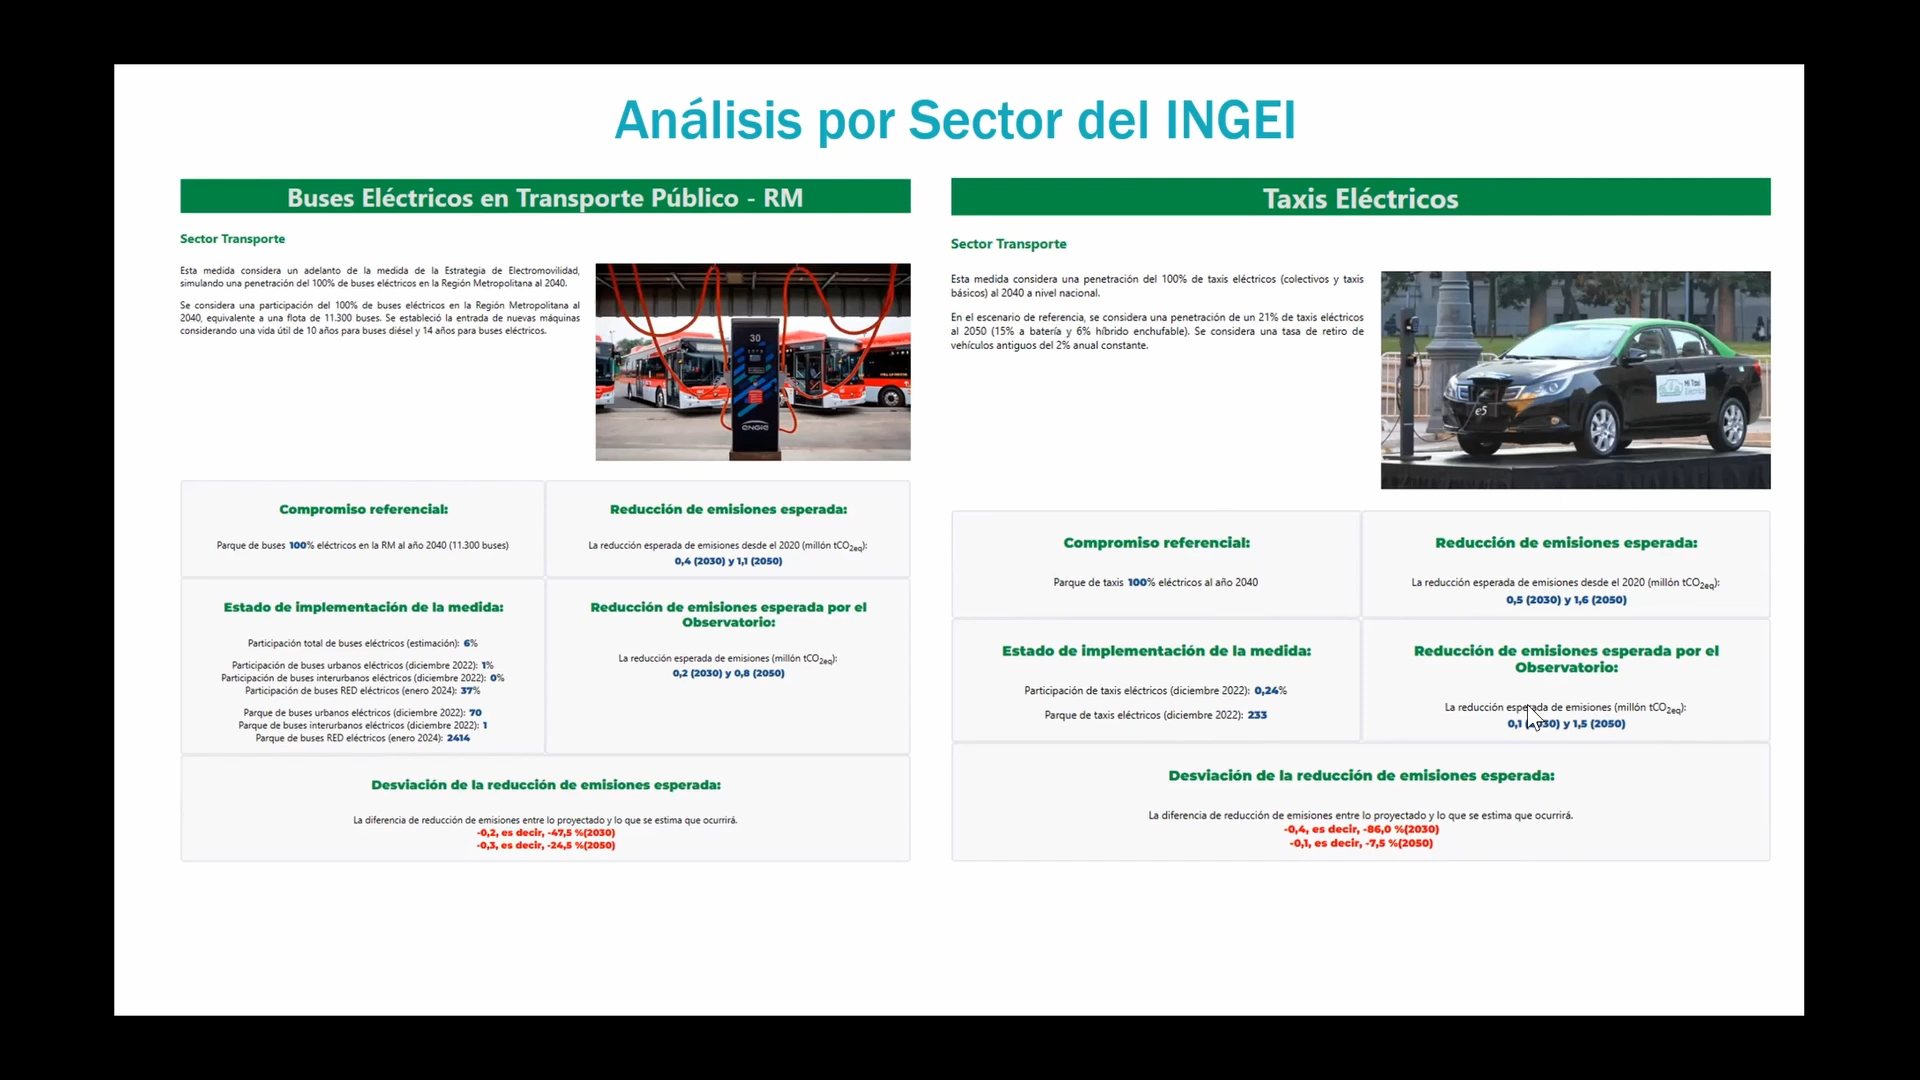 Análisis por Sector del INGEI
Buses Eléctricos en Transporte Público - RM
Sector Transporte
Esta medida considera un adelanto de la medida de la Estrategia de Electromovilidad,
simulando una penetración del 100% de buses eléctricos en la Región Metropolitana al 2040.
Se considera una participación del 100% de buses eléctricos en la Región Metropolitana al
2040, equivalente a una flota de 11.300 buses. Se estableció la entrada de nuevas máquinas
considerando una vida útil de 10 años para buses diésel y 14 años para buses eléctricos.
30
ENGIE
Compromiso referencial:
Parque de buses 100% eléctricos en la RM al año 2040 (11.300 buses)
Reducción de emisiones esperada:
La reducción esperada de emisiones desde el 2020 (millón tCO2eq):
0,4 (2030) y 1,1 (2050)
Estado de implementación de la medida:
Participación total de buses eléctricos (estimación): 6%
Participación de buses urbanos eléctricos (diciembre 2022): 1%
Participación de buses interurbanos eléctricos (diciembre 2022): 0%
Participación de buses RED eléctricos (enero 2024): 37%
Parque de buses urbanos eléctricos (diciembre 2022): 70
Parque de buses interurbanos eléctricos (diciembre 2022): 1
Parque de buses RED eléctricos (enero 2024): 2414
Reducción de emisiones esperada por el
Observatorio:
La reducción esperada de emisiones (millón tCO2eq):
0,2 (2030) y 0,8 (2050)
Desviación de la reducción de emisiones esperada:
La diferencia de reducción de emisiones entre lo proyectado y lo que se estima que ocurrirá.
-0,2, es decir, -47,5 %(2030)
-0,3, es decir, -24,5 %(2050)
Taxis Eléctricos
Sector Transporte
Esta medida considera una penetración del 100% de taxis eléctricos (colectivos y taxis
básicos) al 2040 a nivel nacional.
En el escenario de referencia, se considera una penetración de un 21% de taxis eléctricos
al 2050 (15% a batería y 6% híbrido enchufable). Se considera una tasa de retiro de
vehículos antiguos del 2% anual constante.
e5
Mi Taxi
Eléctrico
Compromiso referencial:
Parque de taxis 100% eléctricos al año 2040
Reducción de emisiones esperada:
La reducción esperada de emisiones desde el 2020 (millón tCO2eq):
0,5 (2030) y 1,6 (2050)
Estado de implementación de la medida:
Participación de taxis eléctricos (diciembre 2022): 0,24%
Parque de taxis eléctricos (diciembre 2022): 233
Reducción de emisiones esperada por el
Observatorio:
La reducción esperada de emisiones (millón tCO2eq):
0,1 (2030) y 1,5 (2050)
Desviación de la reducción de emisiones esperada:
La diferencia de reducción de emisiones entre lo proyectado y lo que se estima que ocurrirá.
-0,4, es decir, -86,0 %(2030)
-0,1, es decir, -7,5 %(2050)